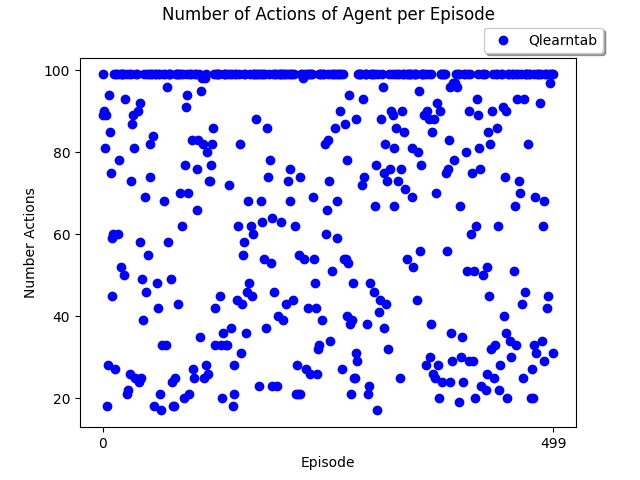 Number of Actions of Agent per Episode
Qlearntab
100
80
60
40
20
Number Actions
0
499
Episode